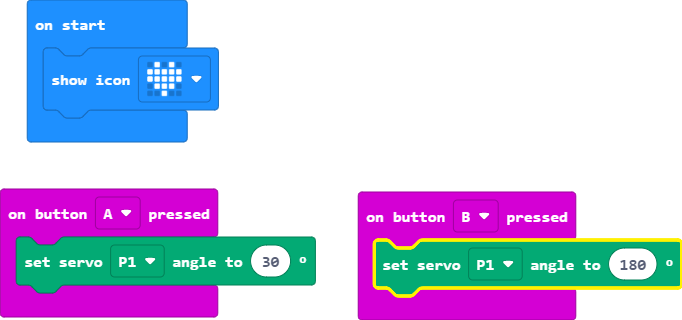 on start
show icon
on button A pressed
set servo P1 angle to 30 °
on button B pressed
set servo P1 angle to 180 °